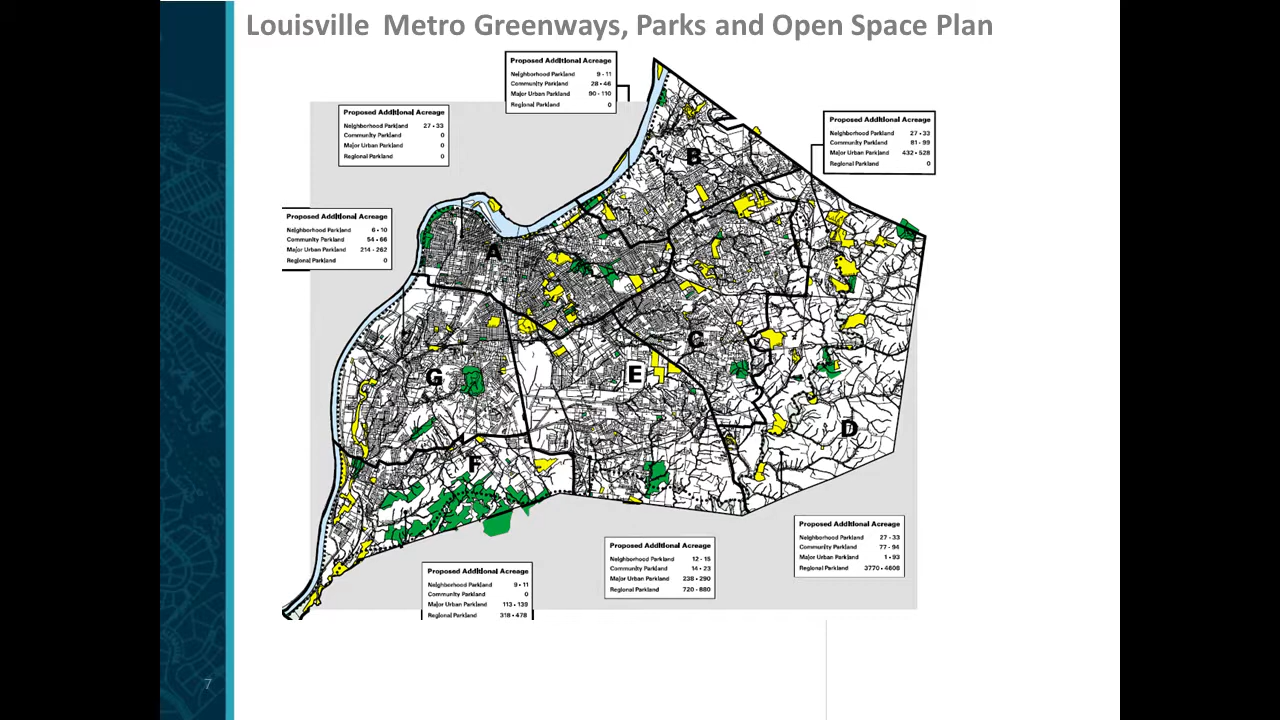 Louisville Metro Greenways, Parks and Open Space Plan
Proposed Additional Acreage
Neighborhood Parkland 9 - 11
Community Parkland 28 • 46
Major Urban Parkland 90 - 110
Regional Parkland 0
Proposed Additional Acreage
Neighborhood Parkland 27 • 33
Community Parkland 0
Major Urban Parkland 0
Regional Parkland 0
Proposed Additional Acreage
Neighborhood Parkland 27 • 33
Community Parkland 81 • 99
Major Urban Parkland 432 • 528
Regional Parkland 0
Proposed Additional Acreage
Neighborhood Parkland 6 • 10
Community Parkland 54 • 66
Major Urban Parkland 214 - 262
Regional Parkland 0
B
A
C
G
E
D
F
Proposed Additional Acreage
Neighborhood Parkland 27 - 33
Community Parkland 77 - 94
Major Urban Parkland 1 • 93
Regional Parkland 3770 • 4608
Proposed Additional Acreage
Neighborhood Parkland 12 - 15
Community Parkland 14 • 23
Major Urban Parkland 238 • 290
Regional Parkland 720 - 880
Proposed Additional Acreage
Neighborhood Parkland 9 • 11
Community Parkland 0
Major Urban Parkland 113 • 139
Regional Parkland 318 • 478
7